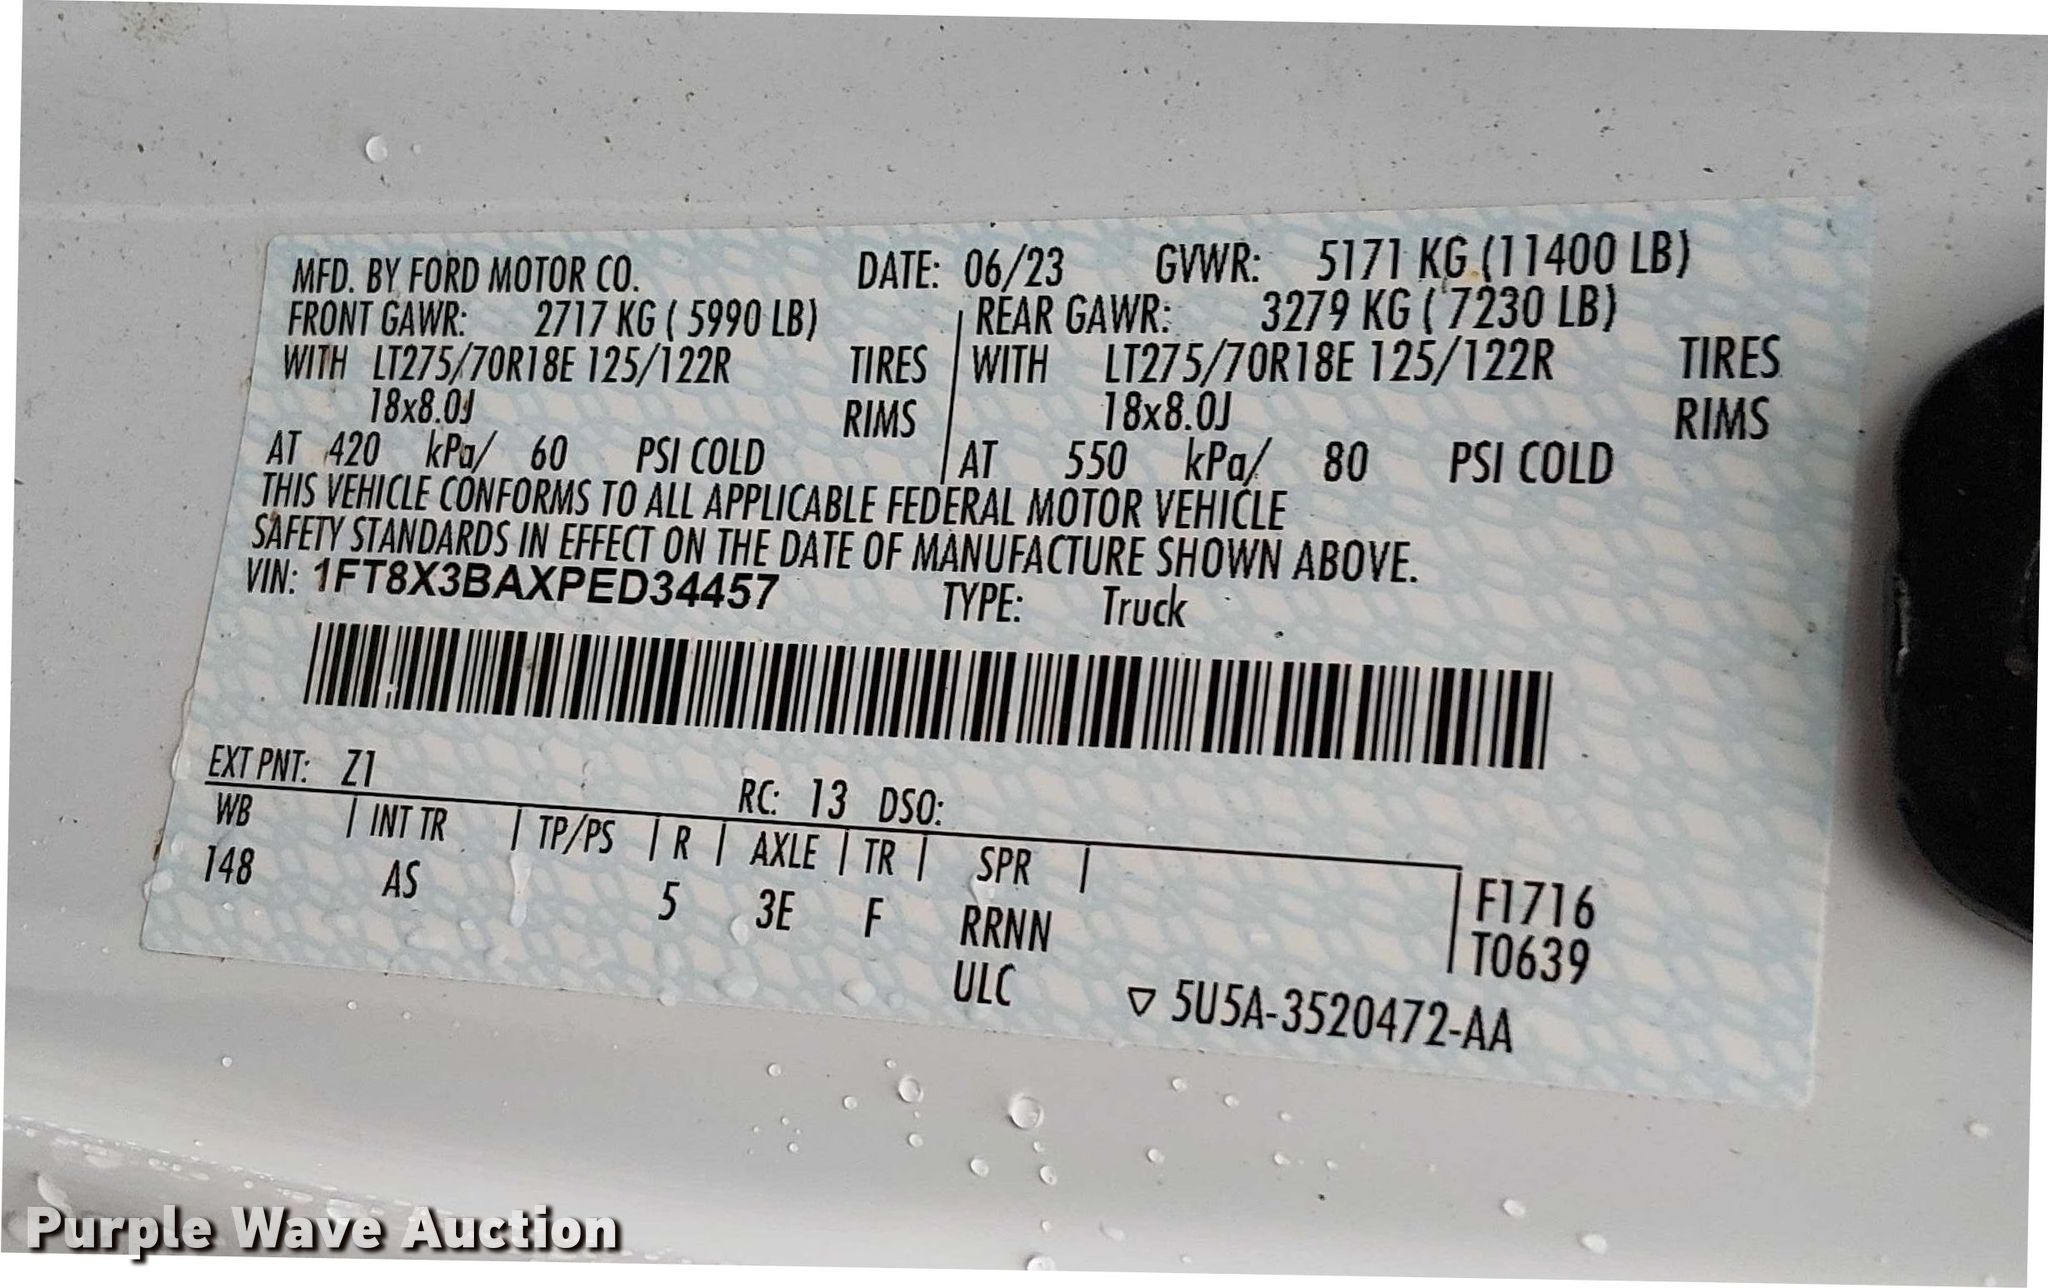 MFD. BY FORD MOTOR CO. DATE: 06/23 GVWR: 5171 KG (11400 LB)
FRONT GAWR: 2717 KG ( 5990 LB) REAR GAWR: 3279 KG ( 7230 LB)
WITH LT275/70R18E 125/122R TIRES WITH LT275/70R18E 125/122R TIRES
18x8.0J RIMS 18x8.0J RIMS
AT 420 kPa/ 60 PSI COLD AT 550 kPa/ 80 PSI COLD
THIS VEHICLE CONFORMS TO ALL APPLICABLE FEDERAL MOTOR VEHICLE
SAFETY STANDARDS IN EFFECT ON THE DATE OF MANUFACTURE SHOWN ABOVE.
VIN: 1FT8X3BAXPED34457 TYPE: Truck
EXT PNT: Z1 RC: 13 DSO:
WB INT TR TP/PS R AXLE TR SPR
148 AS 5 3E F RRNN F1716
T0639
ULC ▽ 5U5A-3520472-AA
Purple Wave Auction